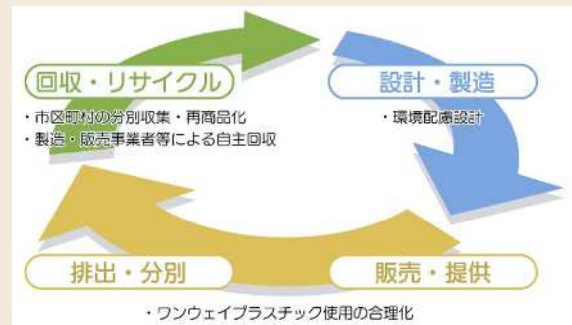 回収・リサイクル
・市区町村の分別収集・再商品化
・製造・販売事業者等による自主回収
設計・製造
・環境配慮設計
排出・分別
販売・提供
・ワンウェイプラスチック使用の合理化